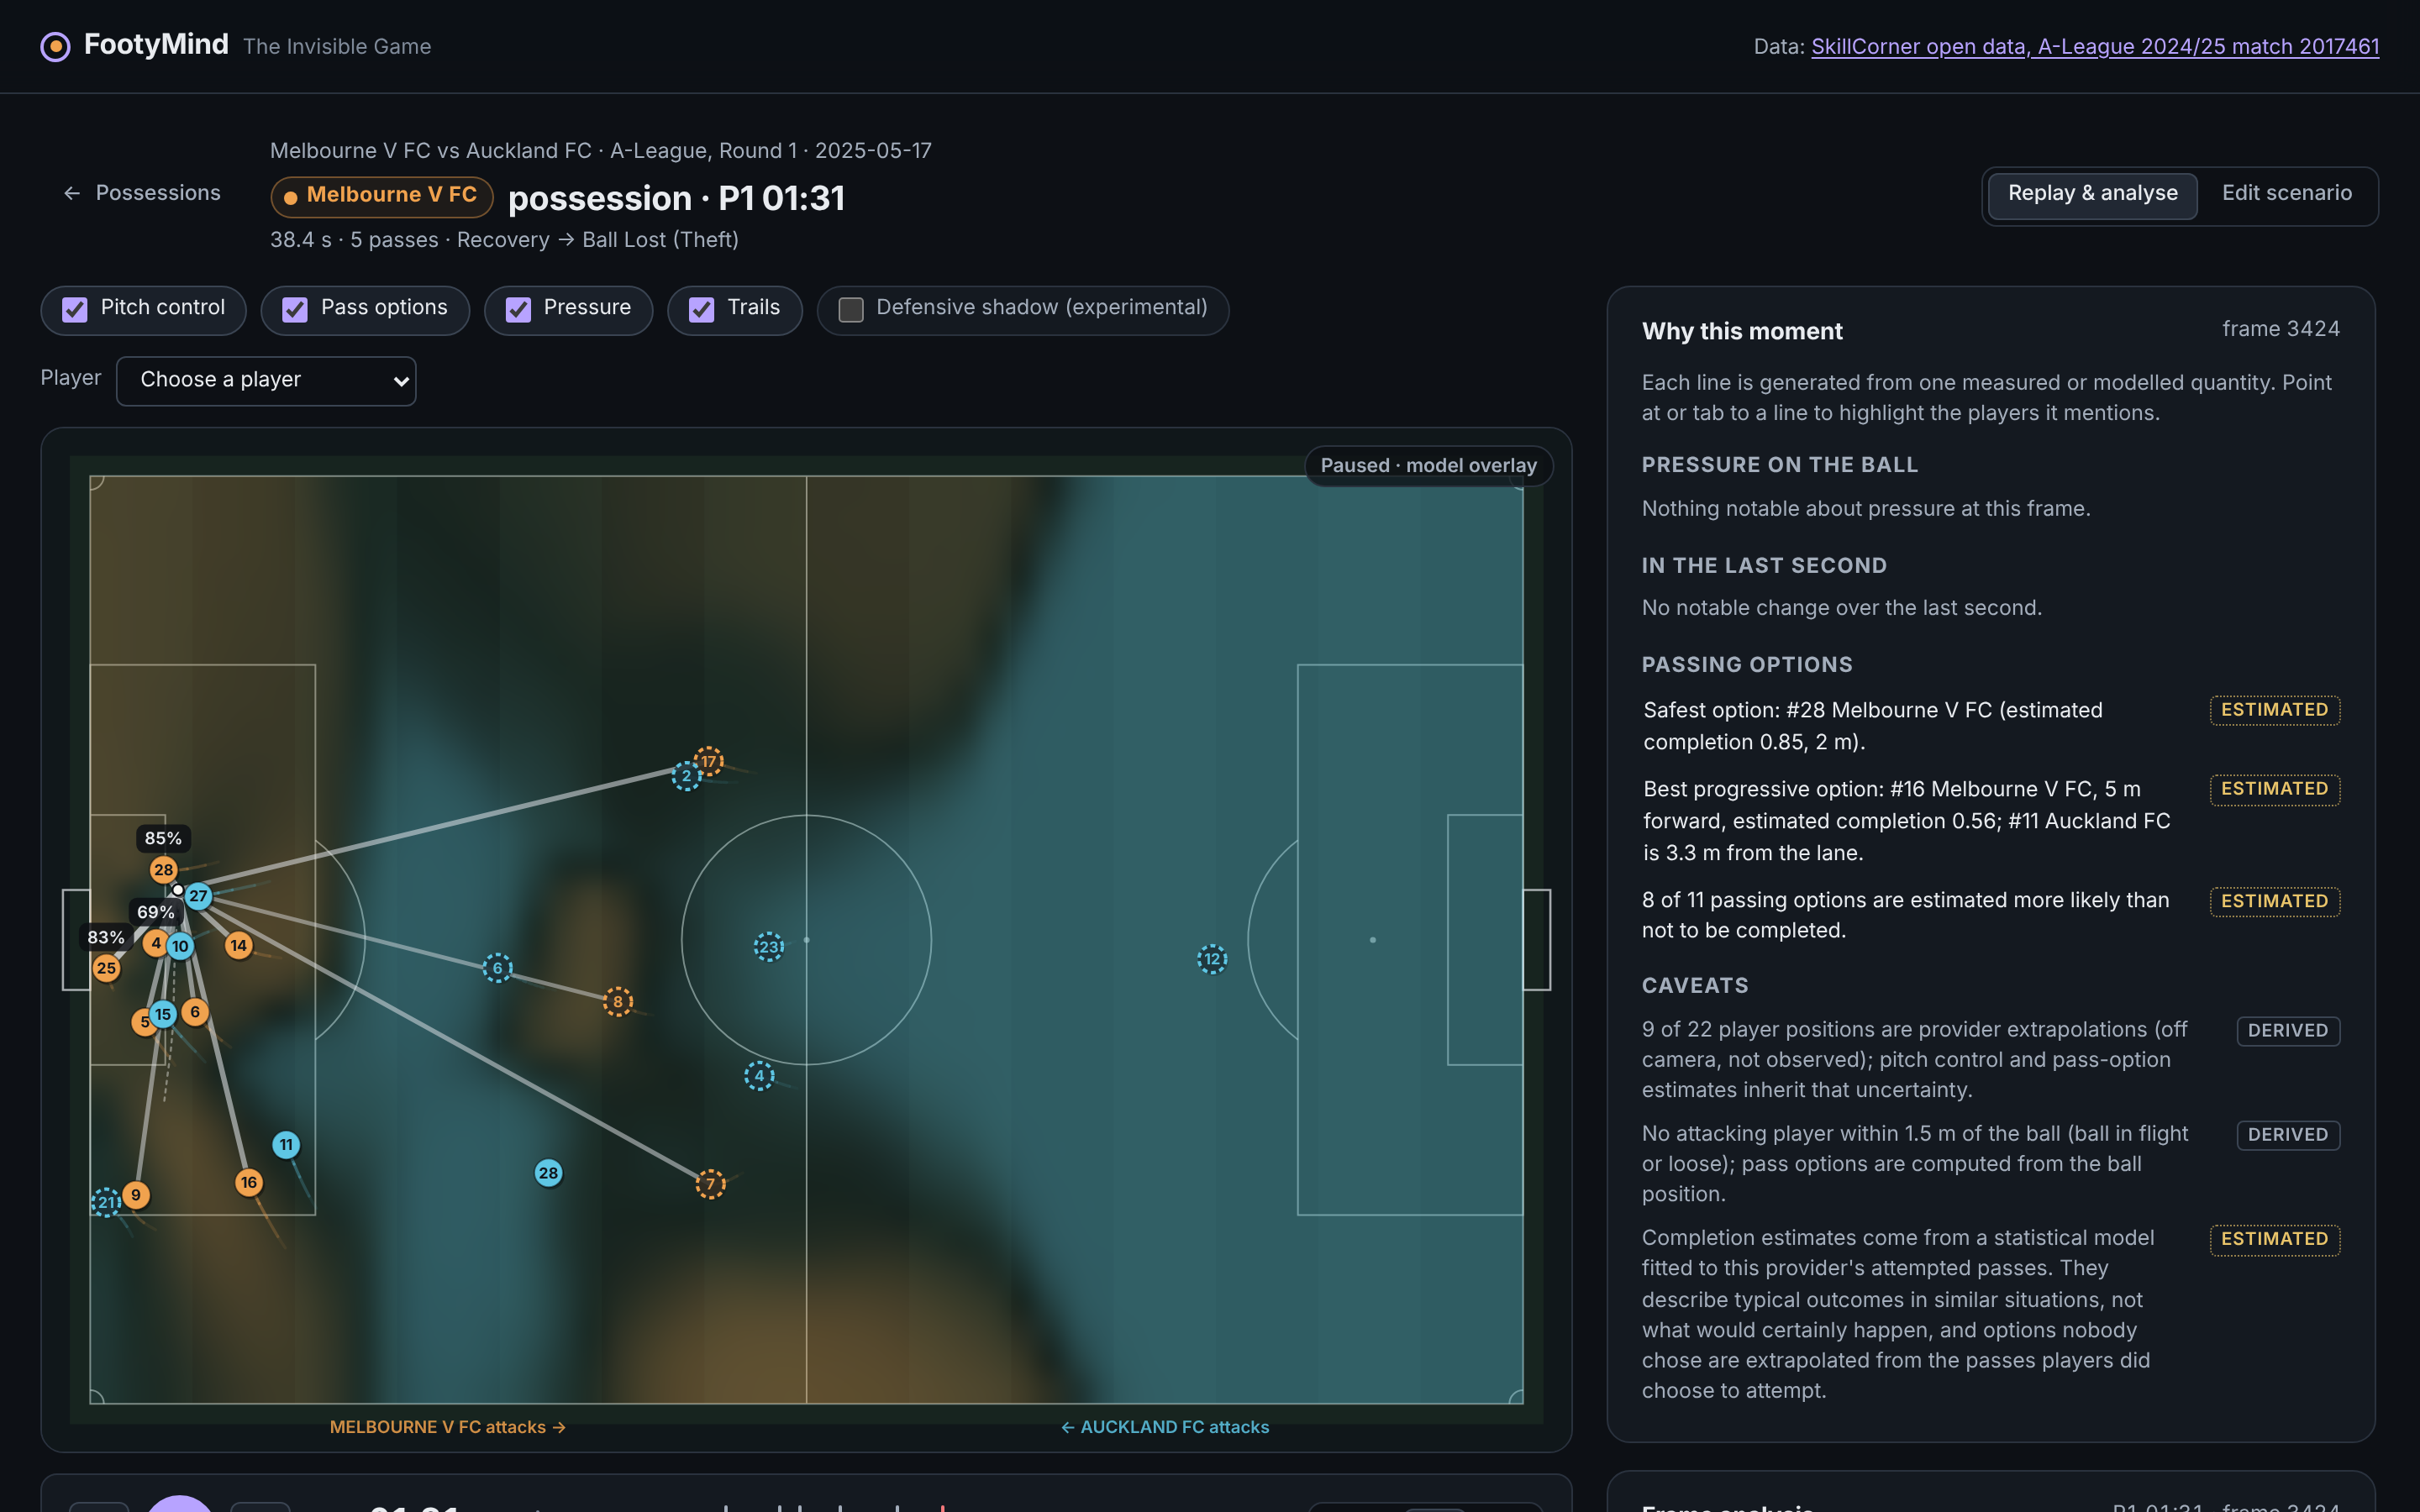 FootyMind The Invisible Game
Data: SkillCorner open data, A-League 2024/25 match 2017461
← Possessions
Melbourne V FC vs Auckland FC · A-League, Round 1 · 2025-05-17
Melbourne V FC possession · P1 01:31
38.4 s · 5 passes · Recovery → Ball Lost (Theft)
Replay & analyse
Edit scenario
Pitch control
Pass options
Pressure
Trails
Defensive shadow (experimental)
Player
Choose a player
Paused · model overlay
17
2
85%
28
27
69%
83%
4
10
14
25
23
6
12
8
5
15
6
4
11
28
16
7
21
9
MELBOURNE V FC attacks →
← AUCKLAND FC attacks
Why this moment
frame 3424
Each line is generated from one measured or modelled quantity. Point
at or tab to a line to highlight the players it mentions.
PRESSURE ON THE BALL
Nothing notable about pressure at this frame.
IN THE LAST SECOND
No notable change over the last second.
PASSING OPTIONS
Safest option: #28 Melbourne V FC (estimated
completion 0.85, 2 m).
ESTIMATED
Best progressive option: #16 Melbourne V FC, 5 m
forward, estimated completion 0.56; #11 Auckland FC
is 3.3 m from the lane.
ESTIMATED
8 of 11 passing options are estimated more likely than
not to be completed.
ESTIMATED
CAVEATS
9 of 22 player positions are provider extrapolations (off
camera, not observed); pitch control and pass-option
estimates inherit that uncertainty.
DERIVED
No attacking player within 1.5 m of the ball (ball in flight
or loose); pass options are computed from the ball
position.
DERIVED
Completion estimates come from a statistical model
fitted to this provider's attempted passes. They
describe typical outcomes in similar situations, not
what would certainly happen, and options nobody
chose are extrapolated from the passes players did
choose to attempt.
ESTIMATED